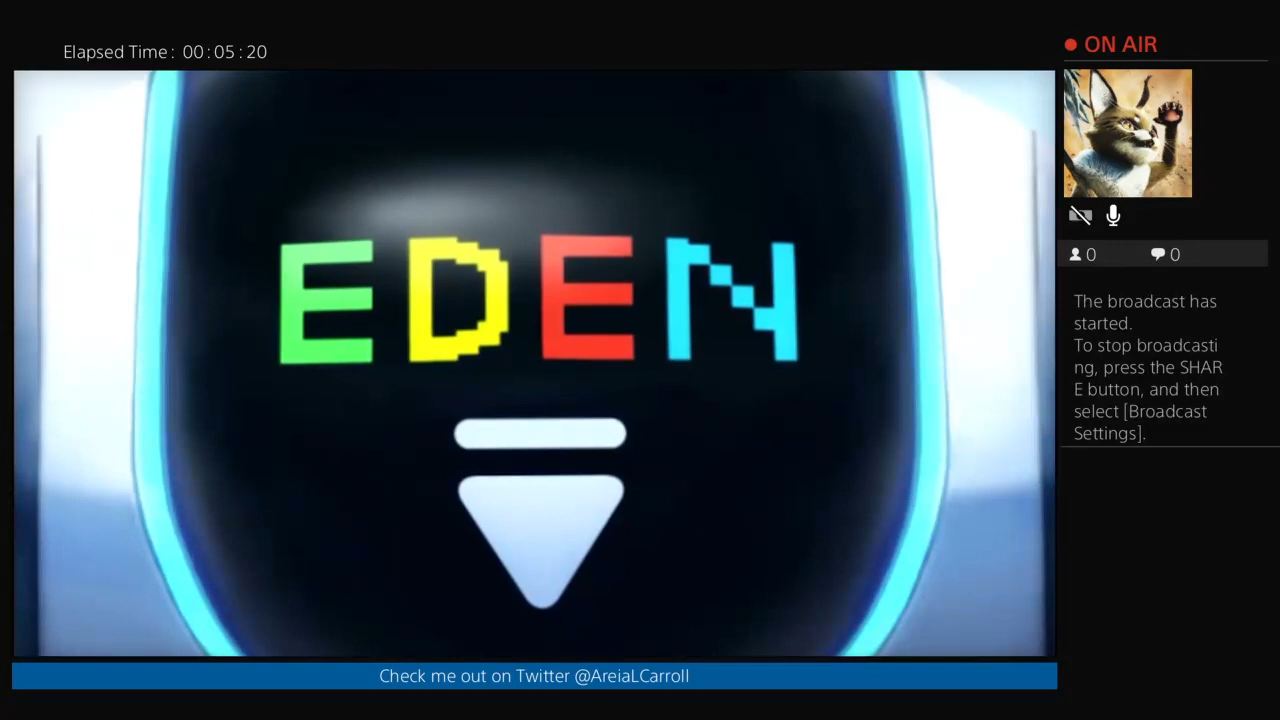 Elapsed Time: 00:05:20
ON AIR
EDEN
0 0
The broadcast has
started.
To stop broadcasti
ng, press the SHAR
E button, and then
select [Broadcast
Settings].
Check me out on Twitter @AreiaLCarroll